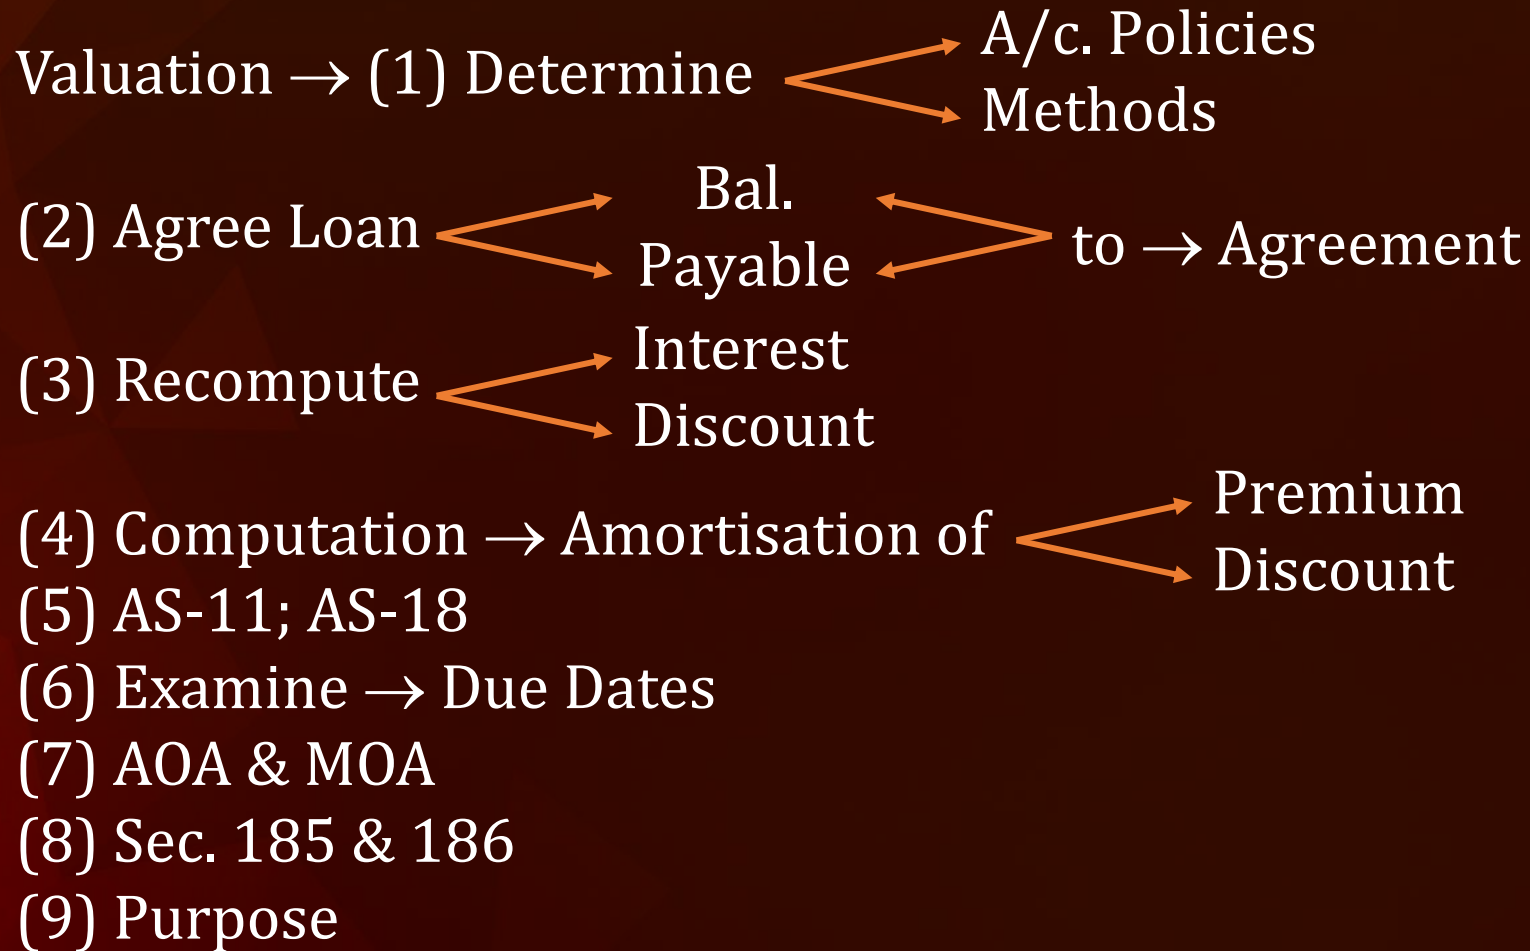 Valuation → (1) Determine
A/c. Policies
Methods
(2) Agree Loan
Bal.
Payable
to → Agreement
(3) Recompute
Interest
Discount
(4) Computation → Amortisation of
Premium
Discount
(5) AS-11; AS-18
(6) Examine → Due Dates
(7) AOA & MOA
(8) Sec. 185 & 186
(9) Purpose